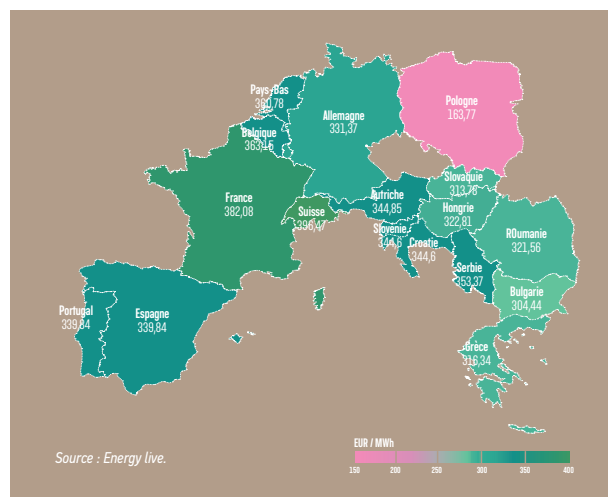 Pays-Bas
360,78
Allemagne
331,37
Pologne
163,77
Belgique
363,15
Slovaquie
313,78
France
382,08
Suisse
396,47
Autriche
344,85
Hongrie
322,81
ROumanie
321,56
Slovénie
344,6
Croatie
344,6
Serbie
353,37
Bulgarie
304,44
Portugal
339,84
Espagne
339,84
Grèce
316,34
Source : Energy live.
EUR / MWh
150 200 250 300 350 400